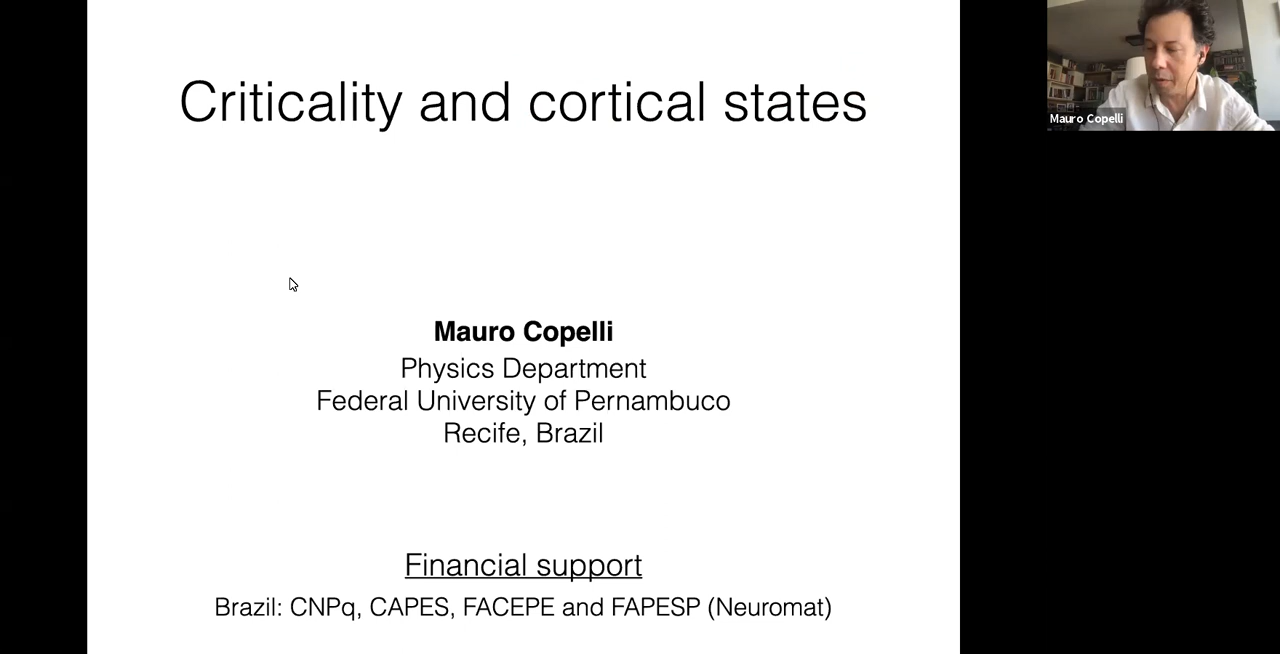 Criticality and cortical states
Mauro Copelli
Mauro Copelli
Physics Department
Federal University of Pernambuco
Recife, Brazil
Financial support
Brazil: CNPq, CAPES, FACEPE and FAPESP (Neuromat)